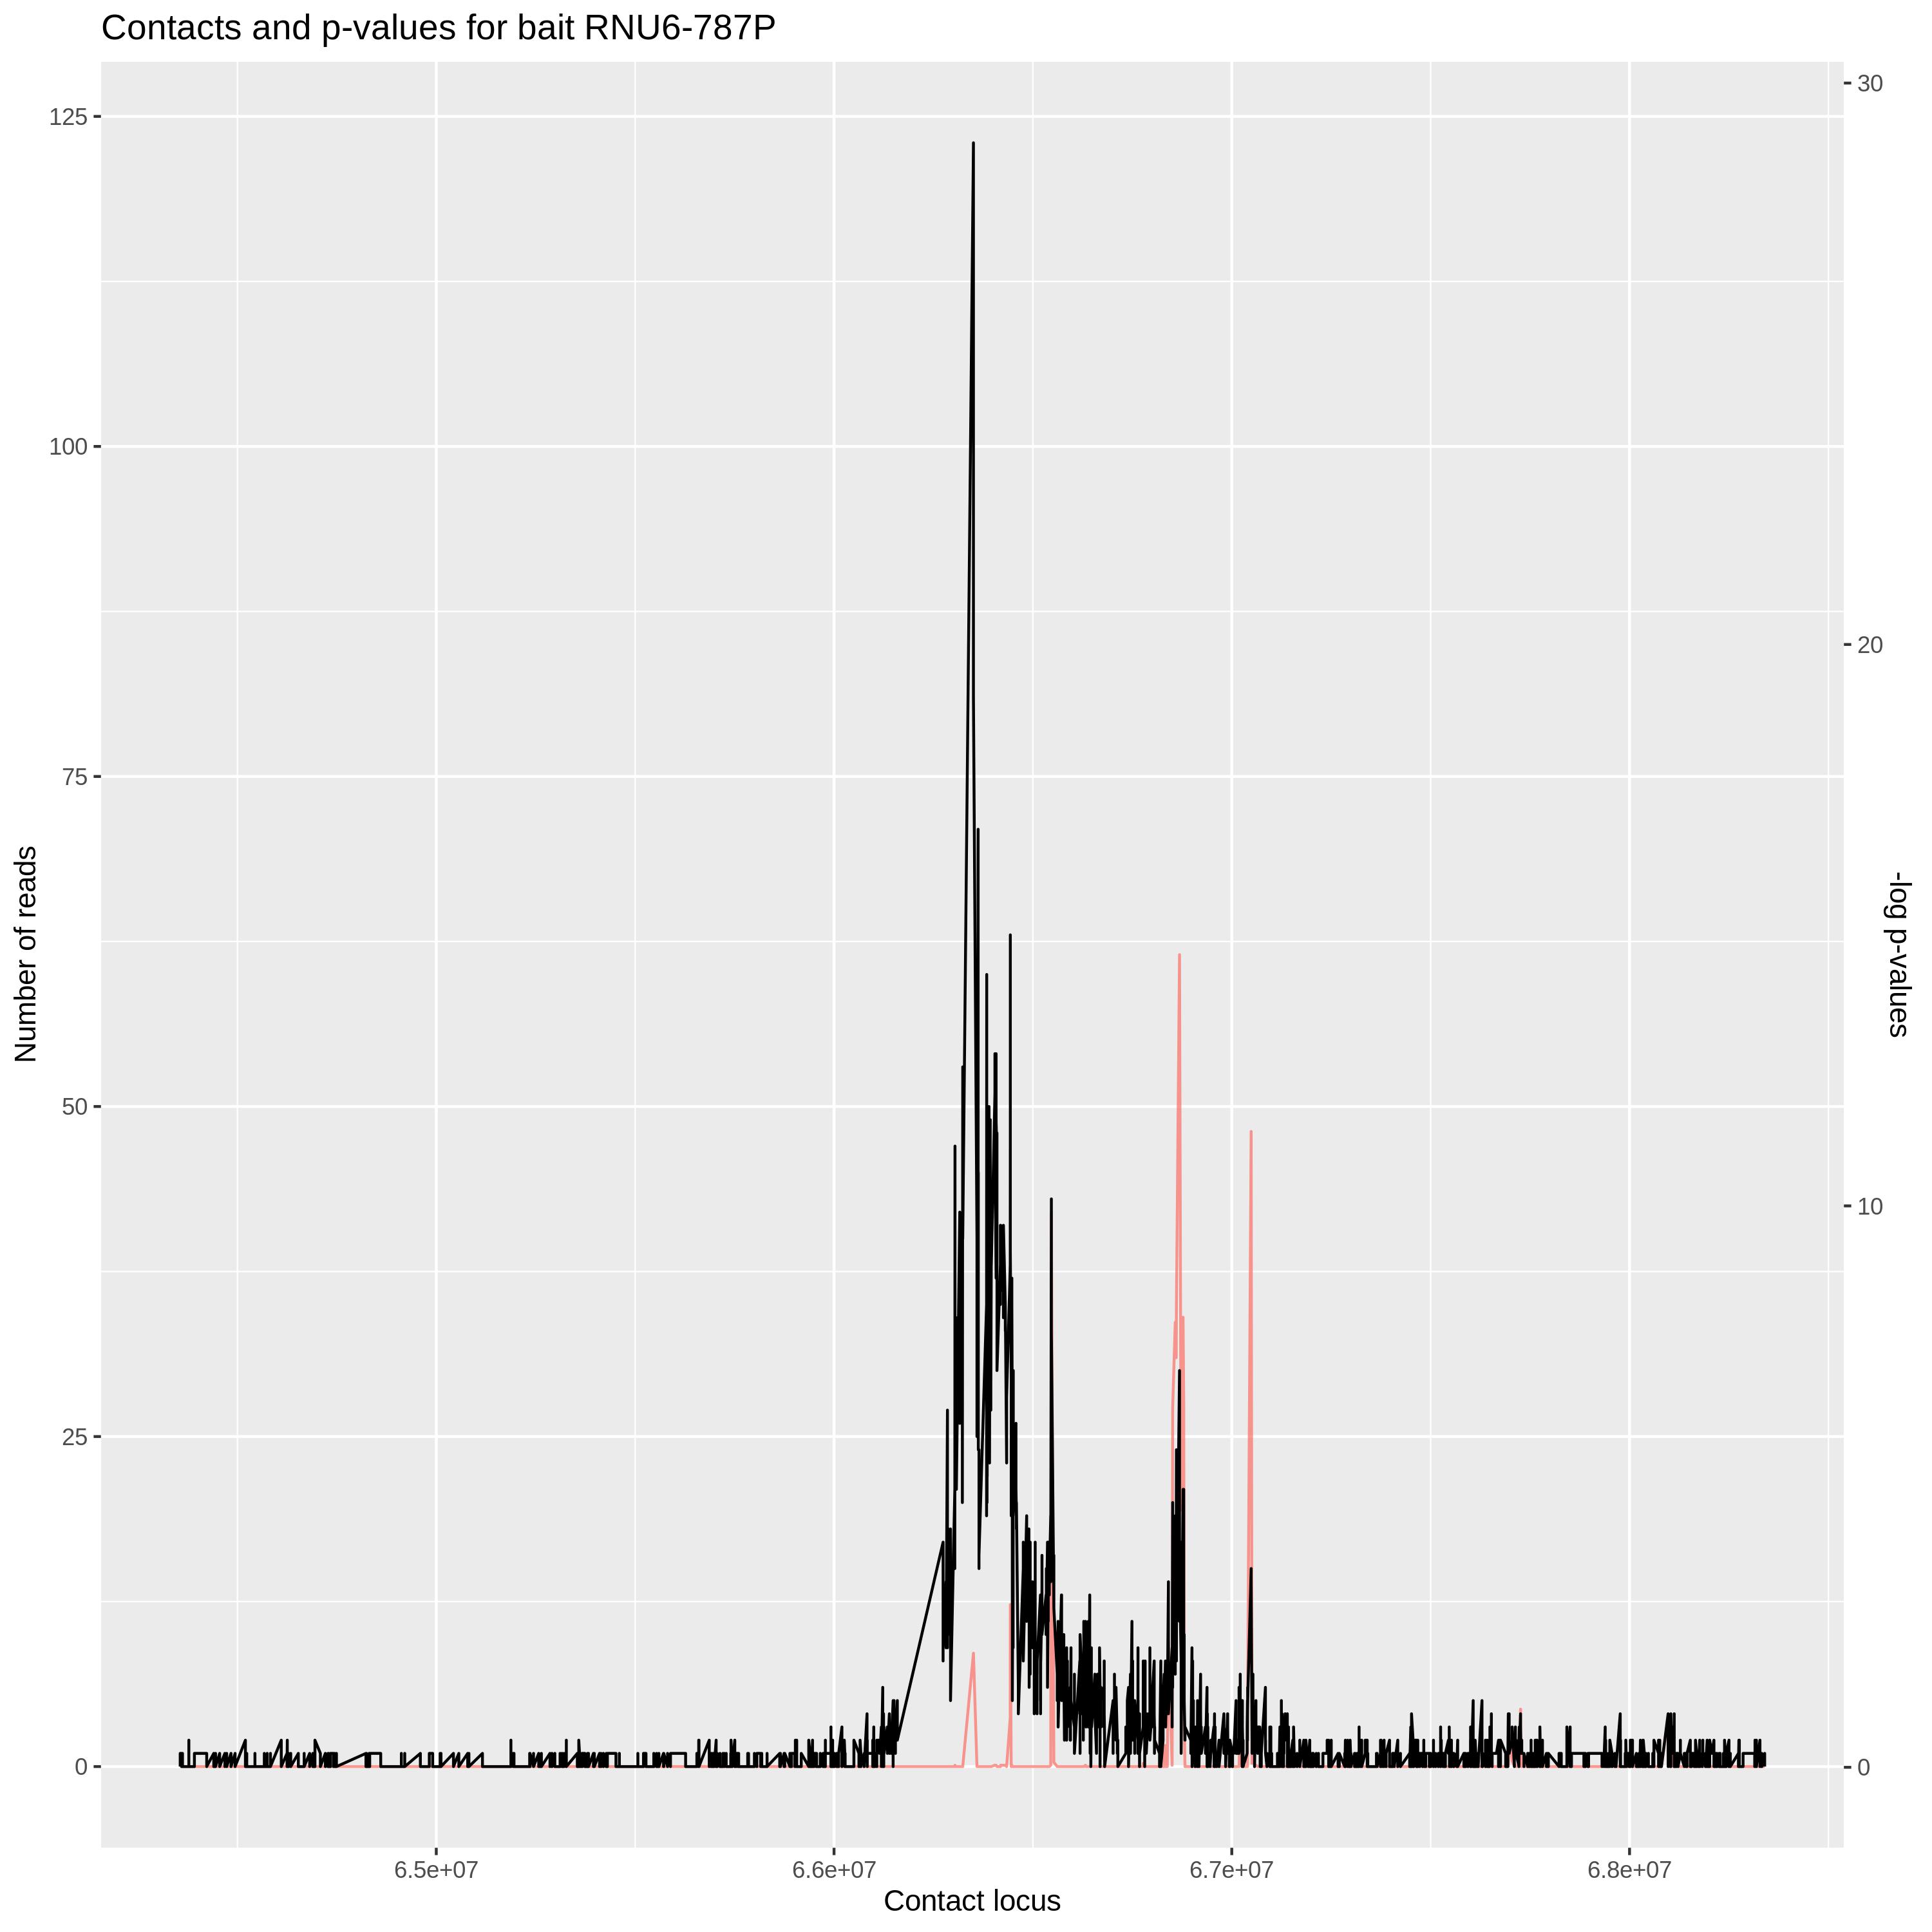 Contacts and p-values for bait RNU6-787P
125
100
75
50
25
0
30
20
10
0
Number of reads
-log p-values
6.5e+07
6.6e+07
6.7e+07
6.8e+07
Contact locus